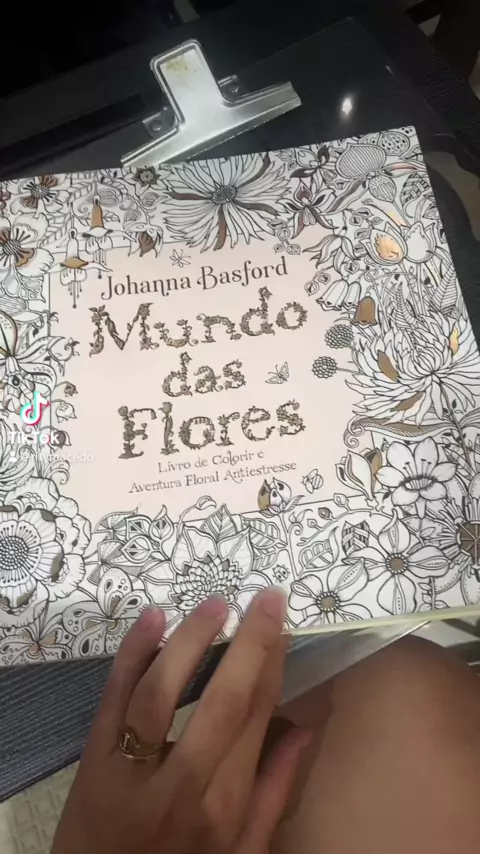 Johanna Basford
Mundo
das
Flores
Livro de Colorir e
Aventura Floral Antiestresse
TikTok